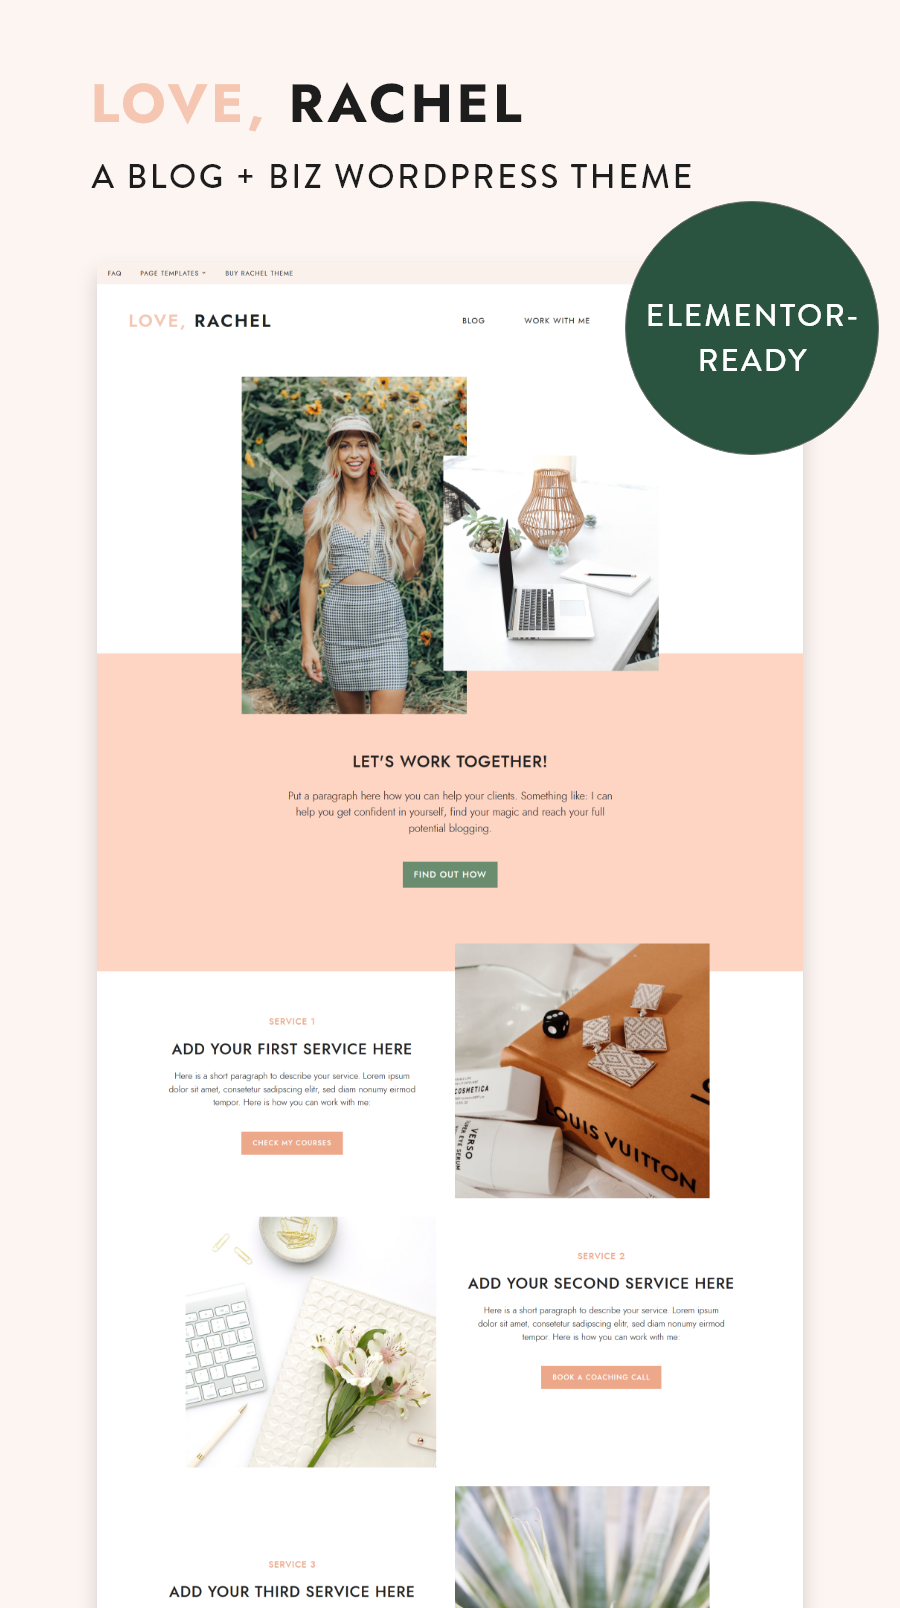 LOVE, RACHEL
A BLOG + BIZ WORDPRESS THEME
FAQ PAGE TEMPLATES BUY RACHEL THEME
LOVE, RACHEL
BLOG WORK WITH ME
ELEMENTOR-
READY
LET'S WORK TOGETHER!
Put a paragraph here how you can help your clients. Something like: I can
help you get confident in yourself, find your magic and reach your full
potential blogging.
FIND OUT HOW
SERVICE 1
ADD YOUR FIRST SERVICE HERE
Here is a short paragraph to describe your service. Lorem ipsum
dolor sit amet, consetetur sadipscing elitr, sed diam nonumy eirmod
tempor. Here is how you can work with me:
CHECK MY COURSES
COSMETICA
VERSO
SUPER EYE SERUM
LOUIS VUITTON
SERVICE 2
ADD YOUR SECOND SERVICE HERE
Here is a short paragraph to describe your service. Lorem ipsum
dolor sit amet, consetetur sadipscing elitr, sed diam nonumy eirmod
tempor. Here is how you can work with me:
BOOK A COACHING CALL
SERVICE 3
ADD YOUR THIRD SERVICE HERE